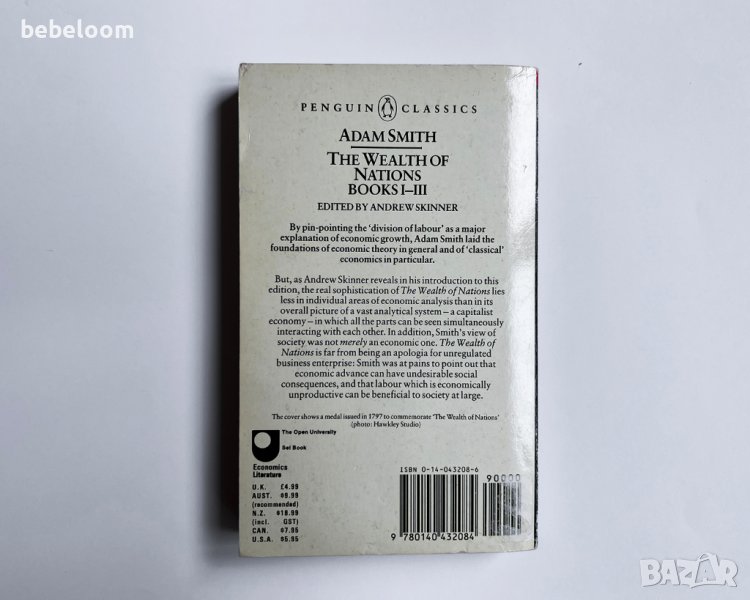 bebeloom
PENGUIN CLASSICS
ADAM SMITH
THE WEALTH OF
NATIONS
BOOKS I–III
EDITED BY ANDREW SKINNER
By pin-pointing the 'division of labour' as a major
explanation of economic growth, Adam Smith laid the
foundations of economic theory in general and of 'classical'
economics in particular.
But, as Andrew Skinner reveals in his introduction to this
edition, the real sophistication of The Wealth of Nations lies
less in individual areas of economic analysis than in its
overall picture of a vast analytical system – a capitalist
economy – in which all the parts can be seen simultaneously
interacting with each other. In addition, Smith's view of
society was not merely an economic one. The Wealth of
Nations is far from being an apologia for unregulated
business enterprise: Smith was at pains to point out that
economic advance can have undesirable social
consequences, and that labour which is economically
unproductive can be beneficial to society at large.
The cover shows a medal issued in 1797 to commemorate 'The Wealth of Nations'
(photo: Hawkley Studio)
The Open University
Set Book
Economics
Literature
U.K. £4.99
AUST. $9.99
(recommended)
N.Z. $18.99
(incl. GST)
CAN. $7.95
U.S.A. $5.95
ISBN 0-14-043208-6
90000
9 780140 432084
BAZAR